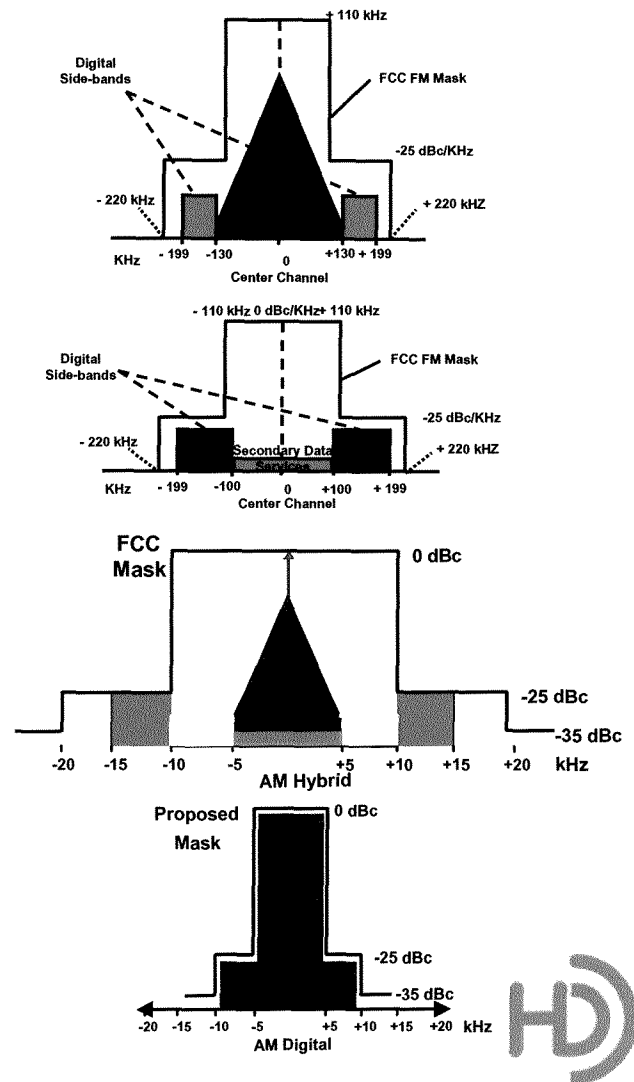 + 110 kHz
Digital
Side-bands
FCC FM Mask
-25 dBc/KHz
- 220 kHz
+ 220 kHZ
KHz - 199 -130 0 +130 + 199
Center Channel
- 110 kHz 0 dBc/KHz+ 110 kHz
Digital
Side-bands
FCC FM Mask
-25 dBc/KHz
- 220 kHz
Secondary Data
Services
+ 220 kHZ
KHz - 199 -100 0 +100 + 199
Center Channel
FCC
Mask
0 dBc
-25 dBc
-35 dBc
-20 -15 -10 -5 +5 +10 +15 +20 kHz
AM Hybrid
Proposed
Mask
0 dBc
-25 dBc
-35 dBc
-20 -15 -10 -5 +5 +10 +15 +20 kHz
AM Digital
HD